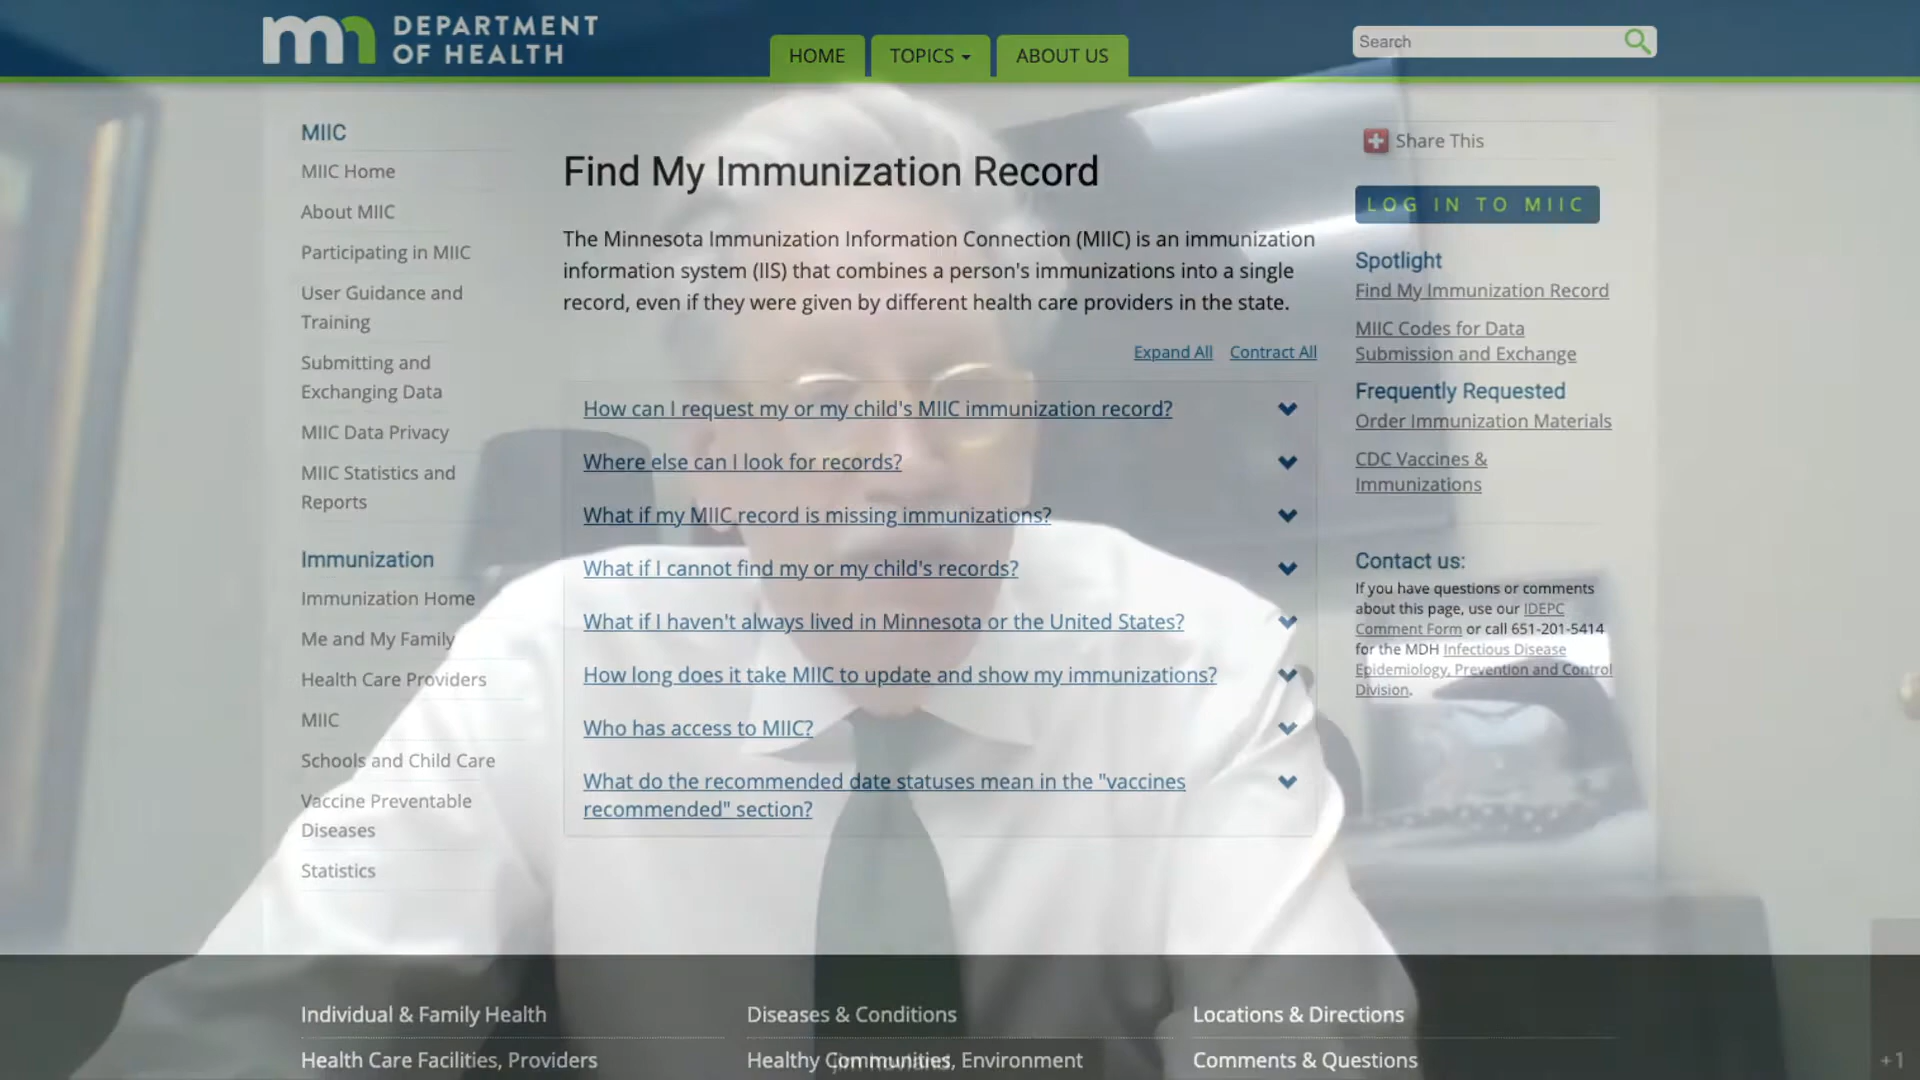 mn DEPARTMENT
OF HEALTH
HOME
TOPICS
ABOUT US
Search
MIIC
MIIC Home
About MIIC
Participating in MIIC
User Guidance and
Training
Submitting and
Exchanging Data
MIIC Data Privacy
MIIC Statistics and
Reports
Immunization
Immunization Home
Me and My Family
Health Care Providers
MIIC
Schools and Child Care
Vaccine Preventable
Diseases
Statistics
Find My Immunization Record
The Minnesota Immunization Information Connection (MIIC) is an immunization
information system (IIS) that combines a person's immunizations into a single
record, even if they were given by different health care providers in the state.
Expand All Contract All
How can I request my or my child's MIIC immunization record?
Where else can I look for records?
What if my MIIC record is missing immunizations?
What if I cannot find my or my child's records?
What if I haven't always lived in Minnesota or the United States?
How long does it take MIIC to update and show my immunizations?
Who has access to MIIC?
What do the recommended date statuses mean in the "vaccines
recommended" section?
Share This
LOG IN TO MIIC
Spotlight
Find My Immunization Record
MIIC Codes for Data
Submission and Exchange
Frequently Requested
Order Immunization Materials
CDC Vaccines &
Immunizations
Contact us:
If you have questions or comments
about this page, use our IDEPC
Comment Form or call 651-201-5414
for the MDH Infectious Disease
Epidemiology, Prevention and Control
Division.
Individual & Family Health
Diseases & Conditions
Locations & Directions
Health Care Facilities, Providers
Healthy Communities, Environment
Comments & Questions
+1